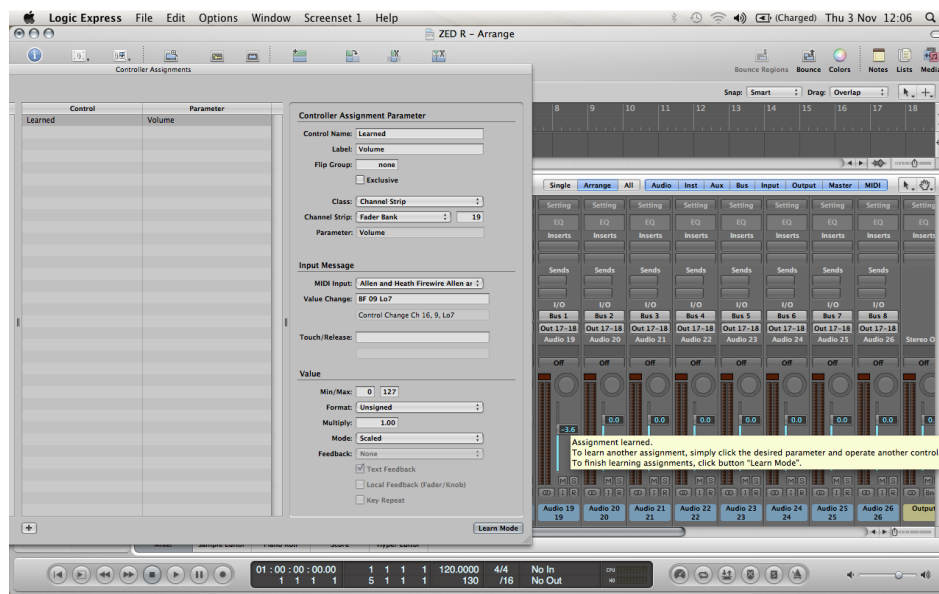 Logic Express File Edit Options Window Screenset 1 Help (Charged) Thu 3 Nov 12:06
ZED R – Arrange
Controller Assignments
Bounce Regions Bounce Colors Notes Lists Media
Snap: Smart Drag: Overlap
Control Parameter
Learned Volume
8 9 10 11 12 13 14 15 16 17 18
Controller Assignment Parameter
Control Name: Learned
Label: Volume
Flip Group: none
Exclusive
Class: Channel Strip
Channel Strip: Fader Bank 19
Parameter: Volume
Input Message
MIDI Input: Allen and Heath Firewire Allen ar
Value Change: BF 09 Lo7
Control Change Ch 16, 9, Lo7
Touch/Release:
Value
Min/Max: 0 127
Format: Unsigned
Multiply: 1.00
Mode: Scaled
Feedback: None
Text Feedback
Local Feedback (Fader/Knob)
Key Repeat
Learn Mode
Single Arrange All Audio Inst Aux Bus Input Output Master MIDI
Setting Setting Setting Setting Setting Setting Setting Setting Setting
EQ EQ EQ EQ EQ EQ EQ EQ EQ
Inserts Inserts Inserts Inserts Inserts Inserts Inserts Inserts Inserts
Sends Sends Sends Sends Sends Sends Sends Sends
I/O I/O I/O I/O I/O I/O I/O I/O
Bus 1 Bus 2 Bus 3 Bus 4 Bus 5 Bus 6 Bus 7 Bus 8
Out 17-18 Out 17-18 Out 17-18 Out 17-18 Out 17-18 Out 17-18 Out 17-18 Out 17-18
Audio 19 Audio 20 Audio 21 Audio 22 Audio 23 Audio 24 Audio 25 Audio 26 Stereo O
Off Off Off Off Off Off Off Off Off
-3.6 0.0 0.0 0.0 0.0 0.0 0.0 0.0 0.
Assignment learned.
To learn another assignment, simply click the desired parameter and operate another control
To finish learning assignments, click button "Learn Mode".
M S M S M S M S M S M S M S M S M
I R I R I R I R I R I R I R I R Bn
Audio 19 Audio 20 Audio 21 Audio 22 Audio 23 Audio 24 Audio 25 Audio 26 Output
19 20 21 22 23 24 25 26
Mixer Sample Editor Piano Roll Score Hyper Editor
01 : 00 : 00 : 00.00 1 1 1 1 120.0000 4/4 No In CPU
1 1 1 1 5 1 1 1 130 /16 No Out HD